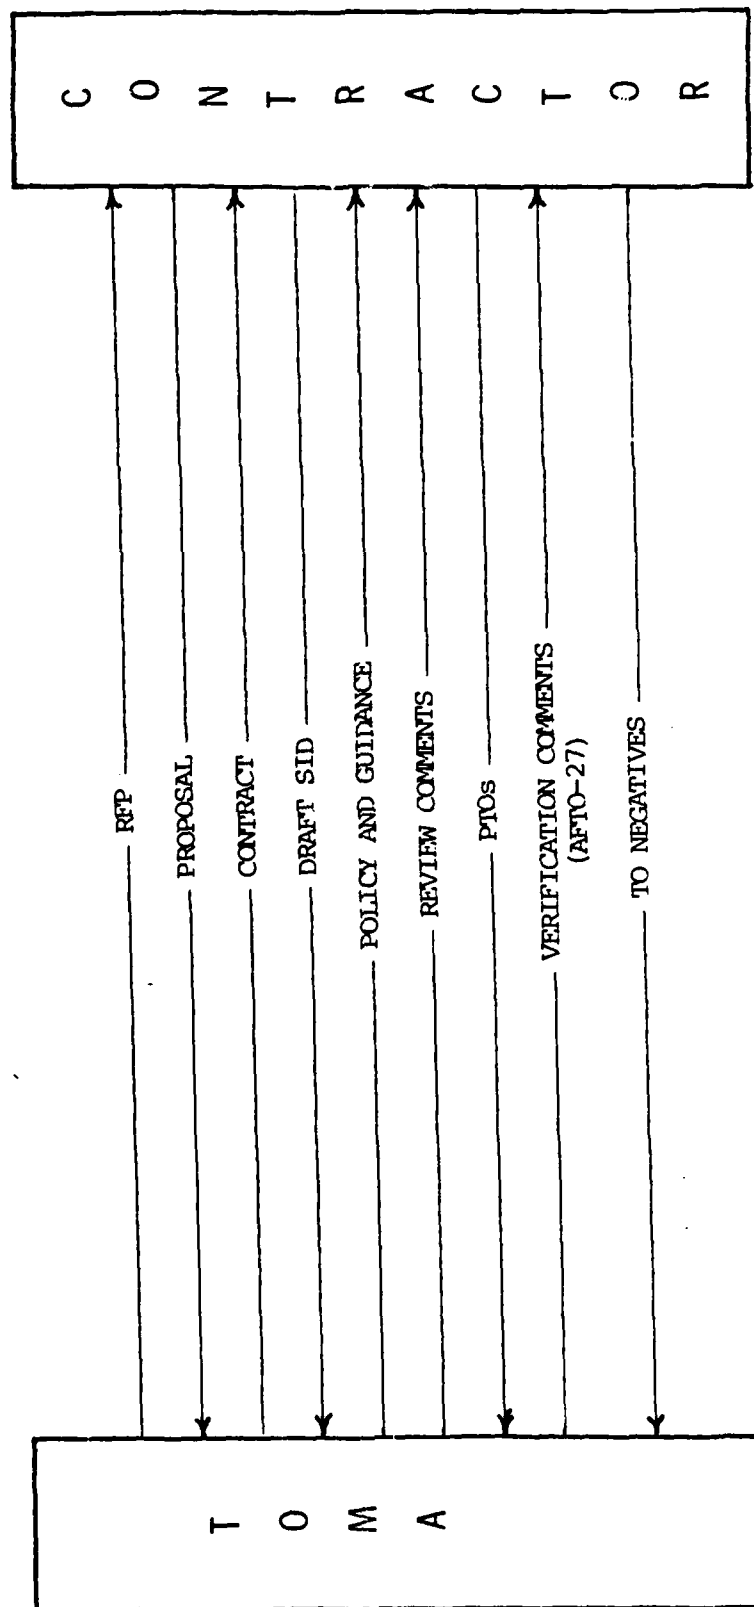 TOMA
RFP
PROPOSAL
CONTRACT
DRAFT SID
POLICY AND GUIDANCE
REVIEW COMMENTS
PTOs
VERIFICATION COMMENTS
(AFTO-27)
TO NEGATIVES
CONTRACTOR